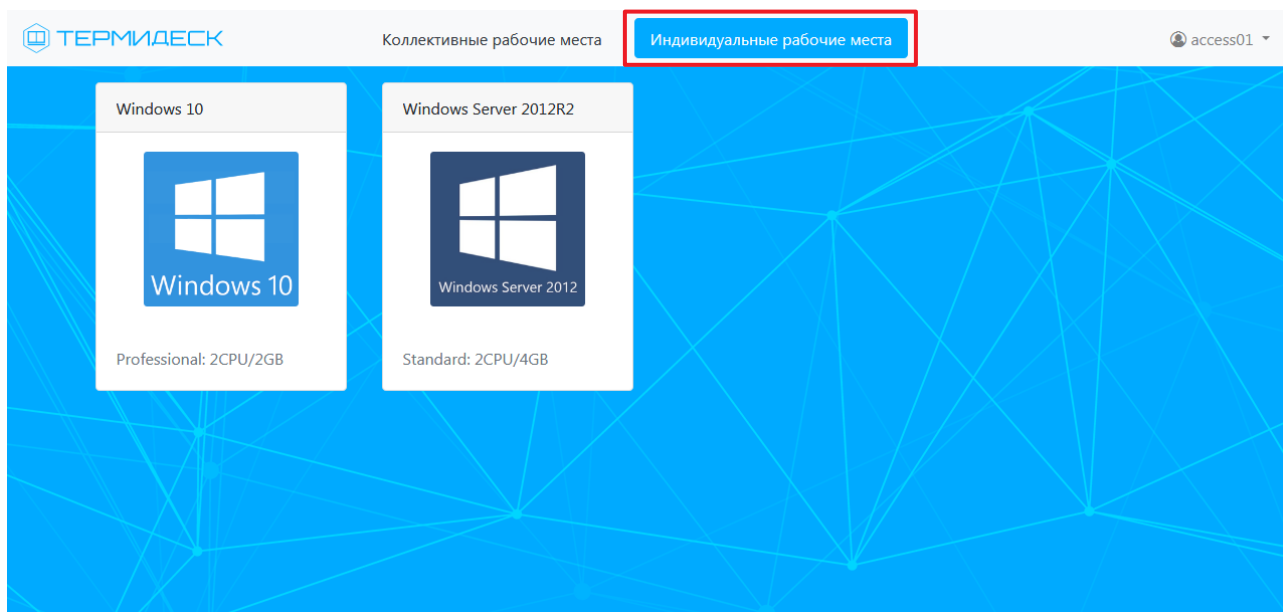 ТЕРМИДЕСК
Коллективные рабочие места
Индивидуальные рабочие места
access01
Windows 10
Windows Server 2012R2
Windows 10
Windows Server 2012
Professional: 2CPU/2GB
Standard: 2CPU/4GB